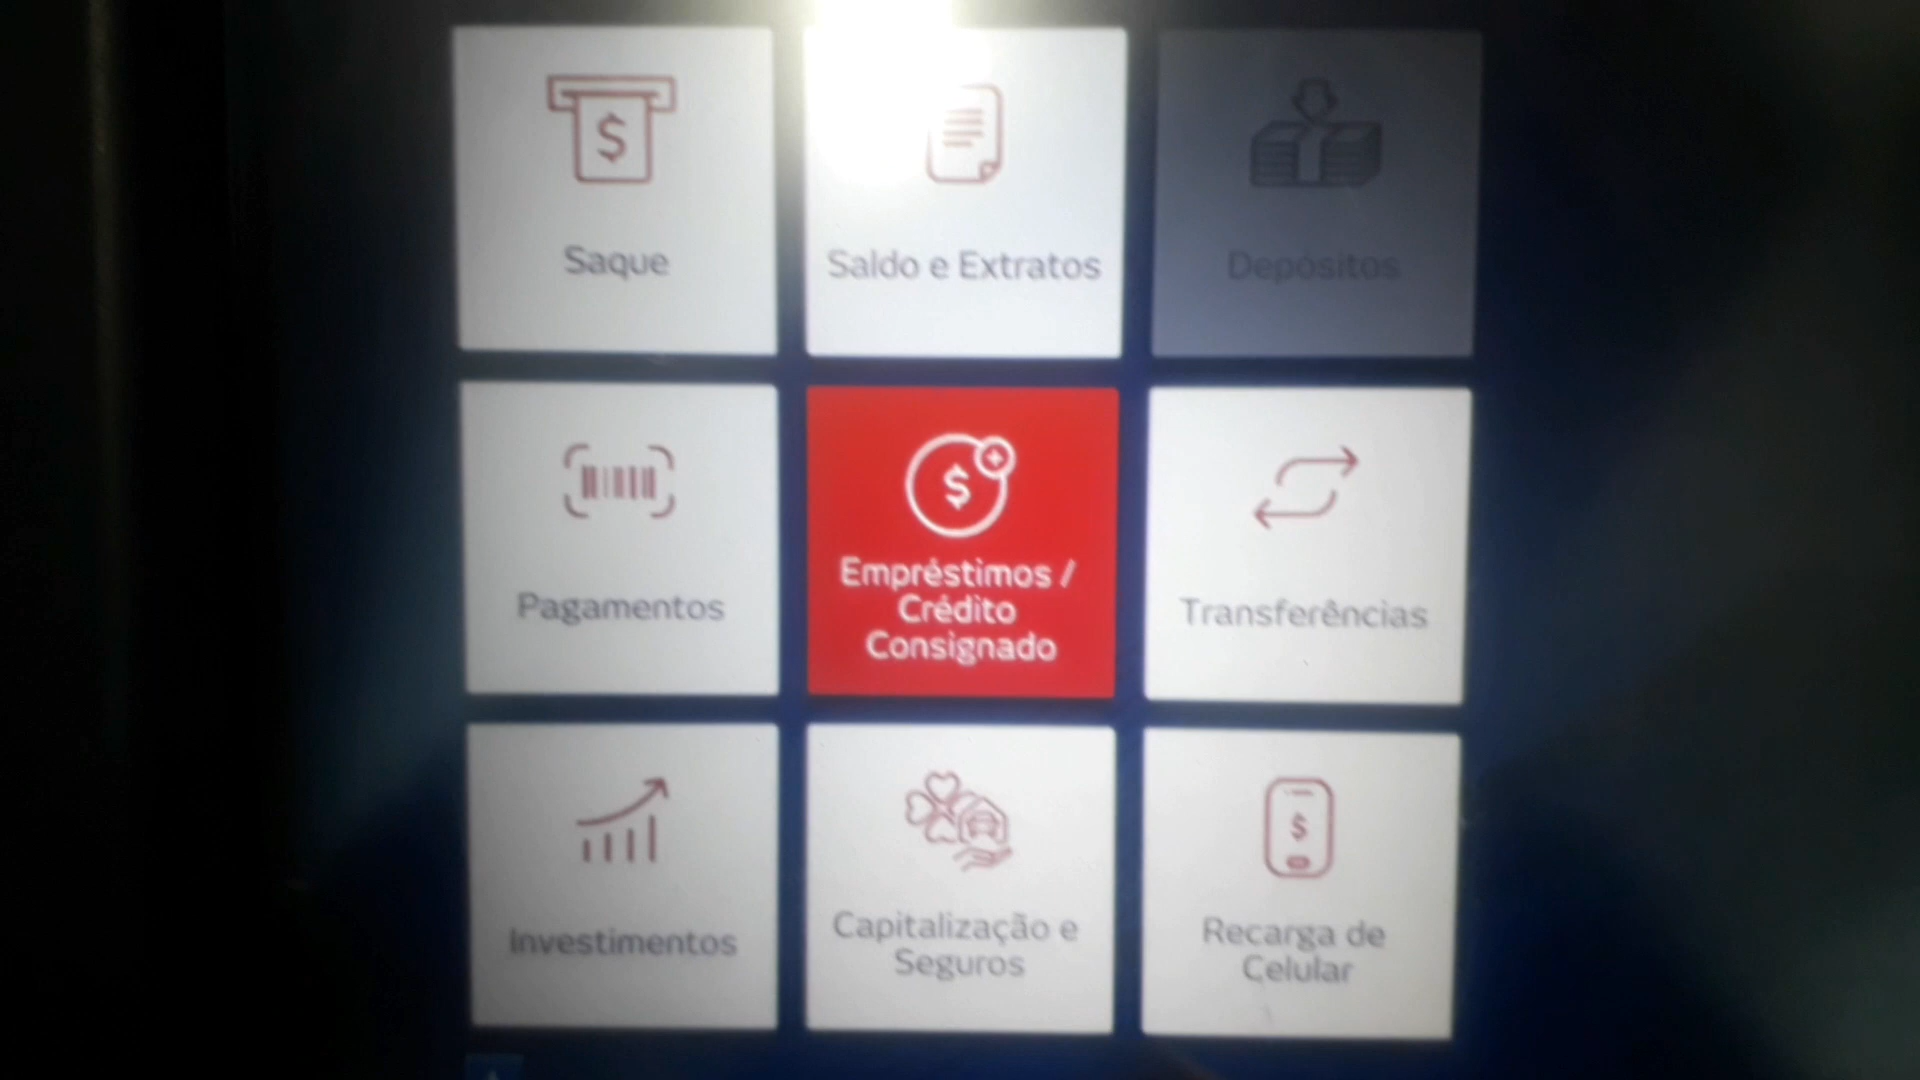 Saque
Saldo e Extratos
Depósitos
Pagamentos
Empréstimos /
Crédito
Consignado
Transferências
Investimentos
Capitalização e
Seguros
Recarga de
Celular